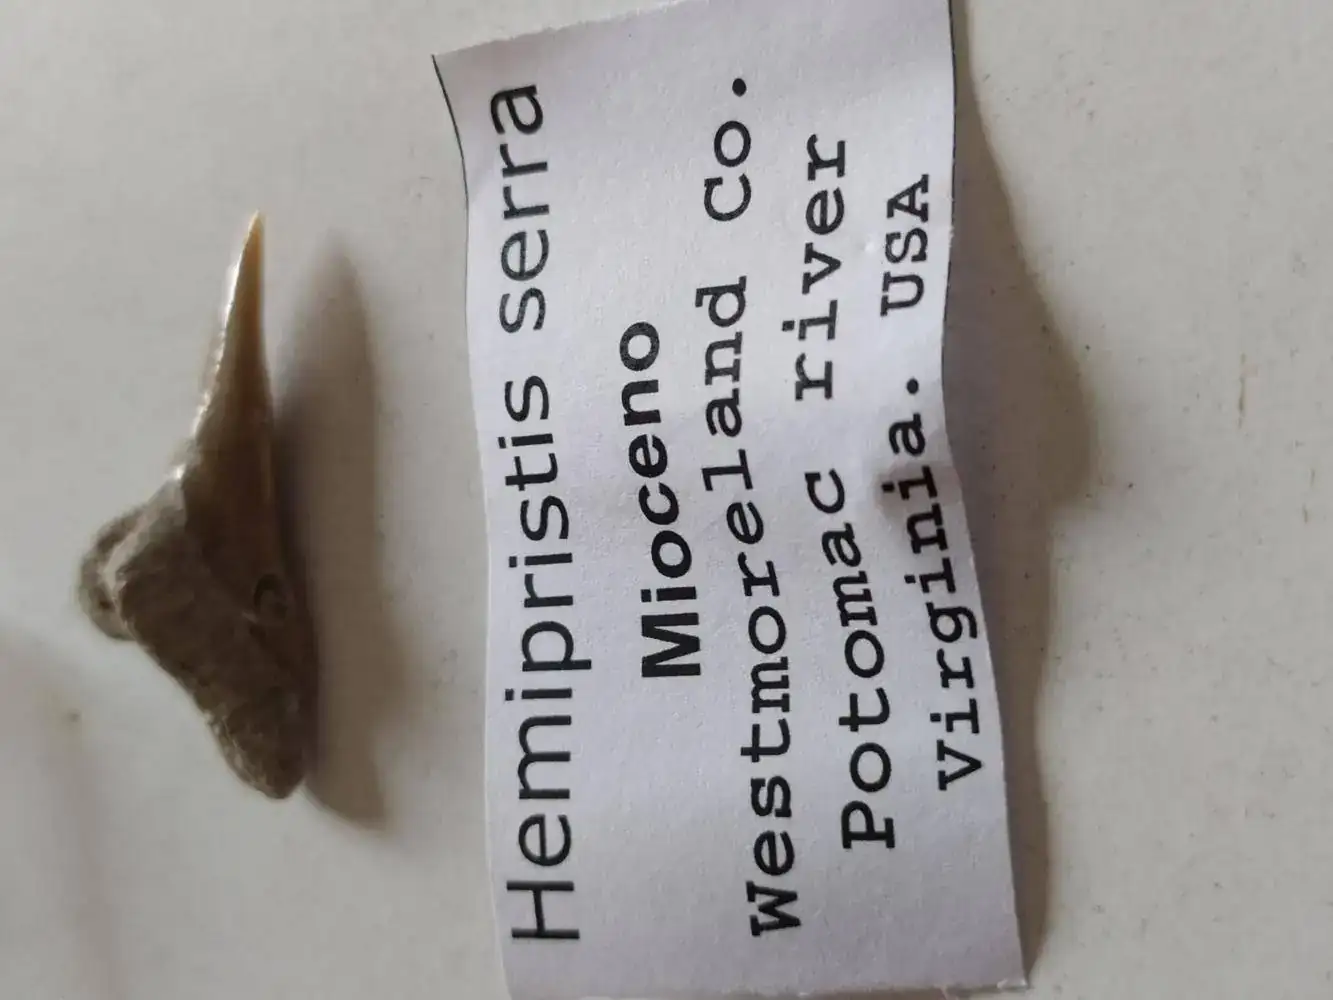 Hemipristis serra
Mioceno
Westmoreland Co.
Potomac river
Virginia. USA